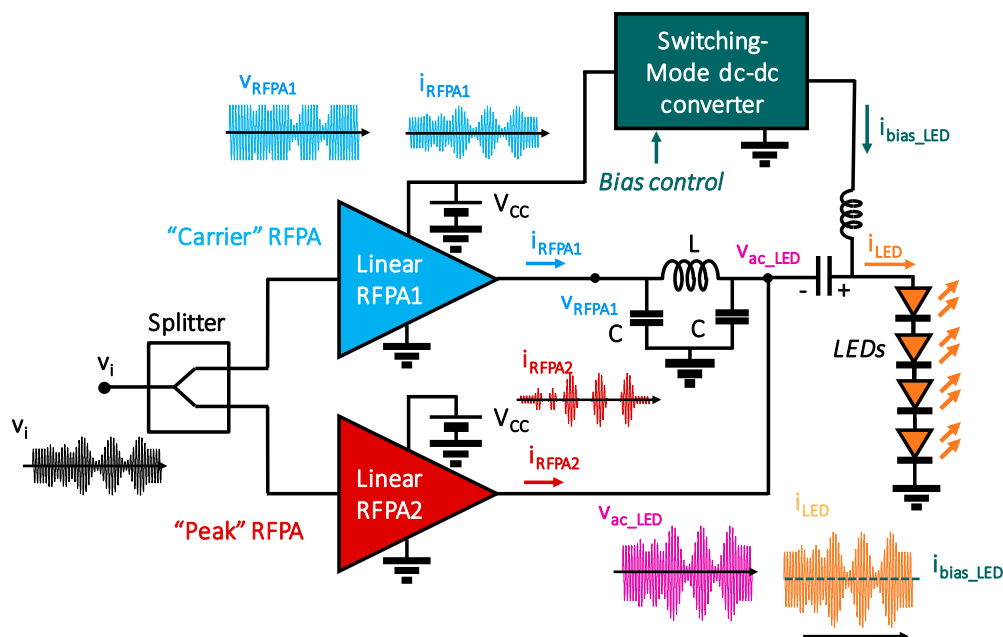 Switching-
Mode dc-dc
converter
vRFPA1
iRFPA1
ibias_LED
Bias control
VCC
"Carrier" RFPA
iRFPA1
L
vac_LED
iLED
Linear
RFPA1
- +
vRFPA1
C
C
LEDs
Splitter
vi
iRFPA2
VCC
vi
iRFPA2
Linear
RFPA2
"Peak" RFPA
vac_LED
iLED
ibias_LED